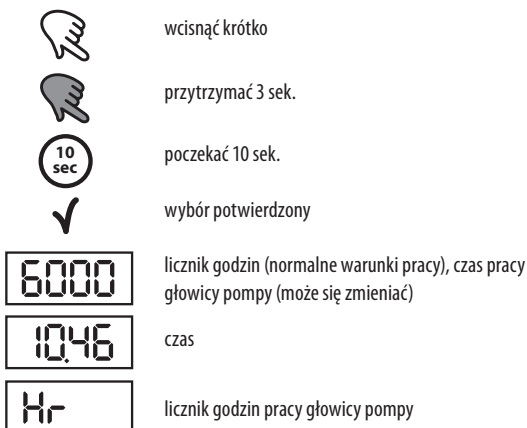 wcisnąć krótko
przytrzymać 3 sek.
10
sec
poczekać 10 sek.
wybór potwierdzony
6000
licznik godzin (normalne warunki pracy), czas pracy
głowicy pompy (może się zmieniać)
10.46
czas
Hr
licznik godzin pracy głowicy pompy